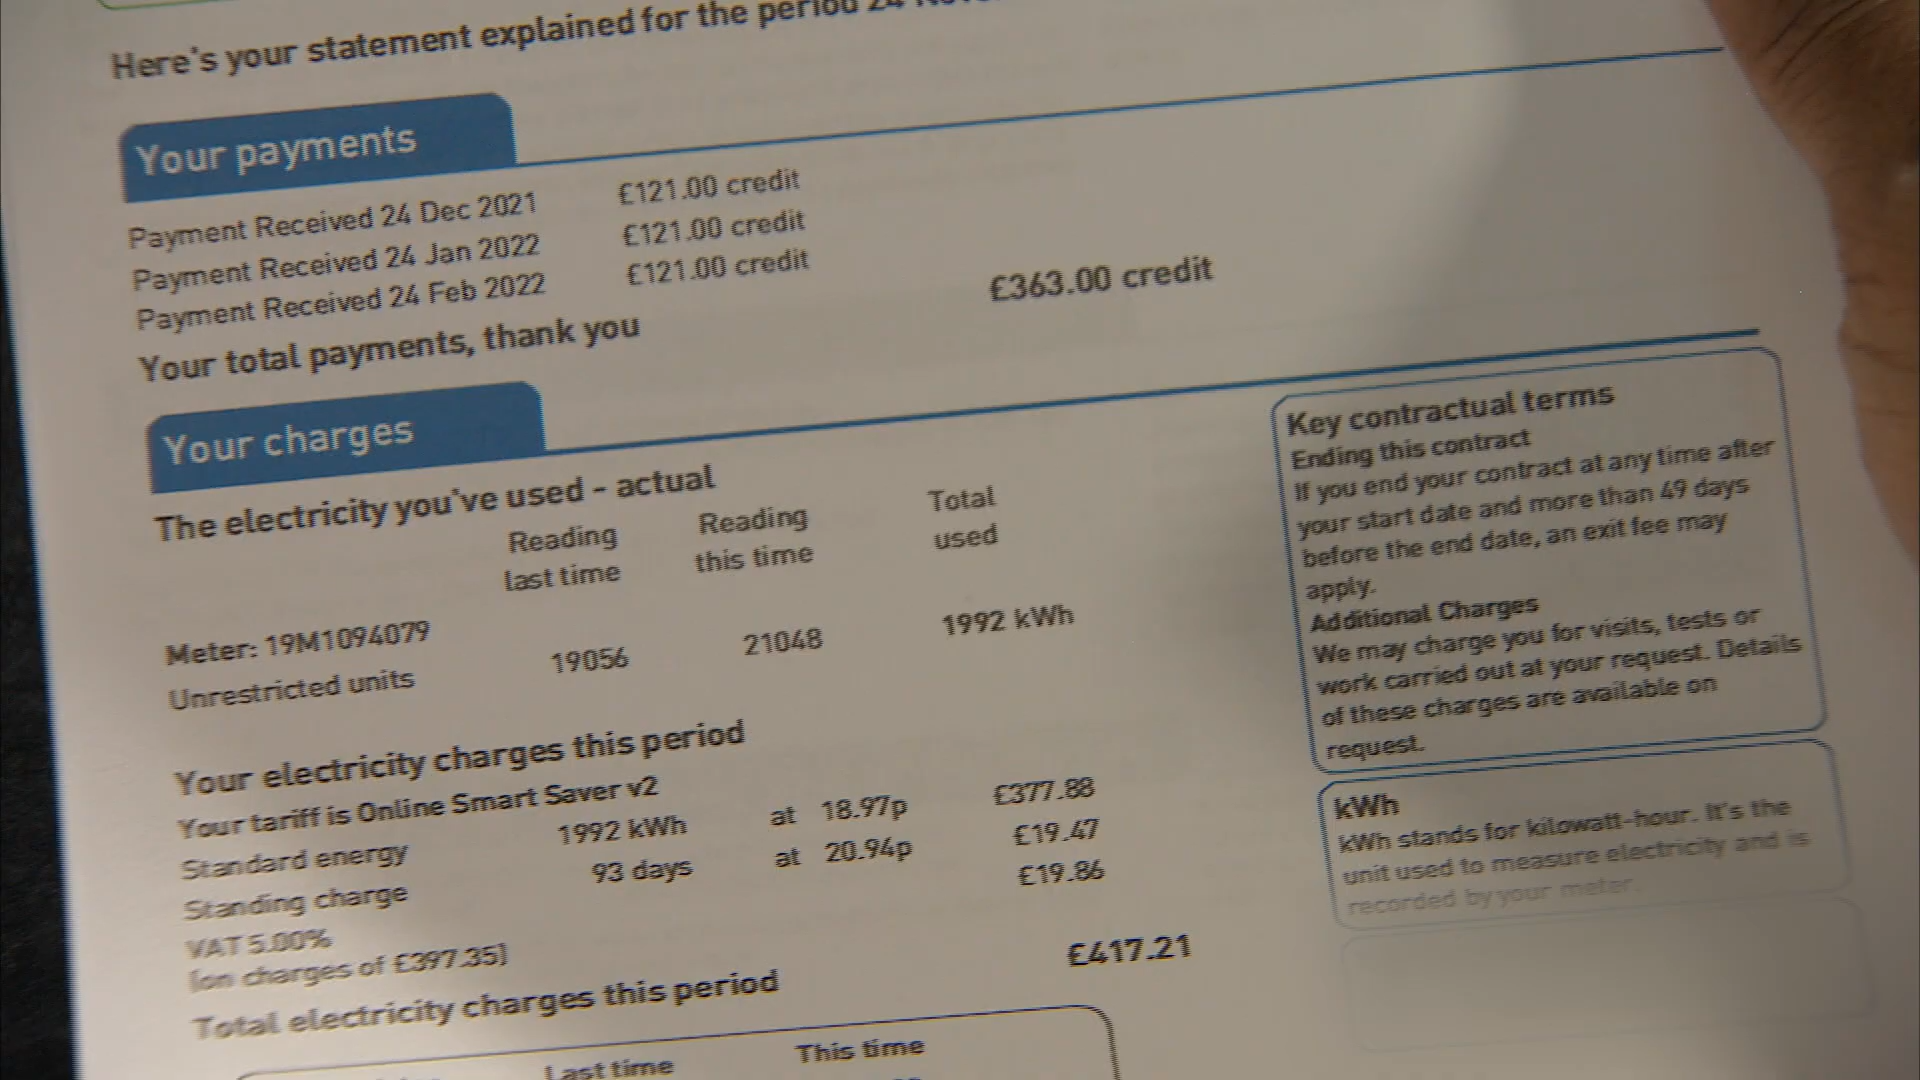 Here's your statement explained for the period 24
Your payments
Payment Received 24 Dec 2021 £121.00 credit
Payment Received 24 Jan 2022 £121.00 credit
Payment Received 24 Feb 2022 £121.00 credit
Your total payments, thank you £363.00 credit
Your charges
The electricity you've used - actual
Reading last time Reading this time Total used
Meter: 19M1094079
Unrestricted units 19056 21048 1992 kWh
Your electricity charges this period
Your tariff is Online Smart Saver v2
Standard energy 1992 kWh at 18.97p £377.88
Standing charge 93 days at 20.94p £19.47
VAT 5.00% £19.86
(on charges of £397.35)
Total electricity charges this period £417.21
Last time This time
Key contractual terms
Ending this contract
If you end your contract at any time after
your start date and more than 49 days
before the end date, an exit fee may
apply.
Additional Charges
We may charge you for visits, tests or
work carried out at your request. Details
of these charges are available on
request.
kWh
kWh stands for kilowatt-hour. It's the
unit used to measure electricity and is
recorded by your meter.